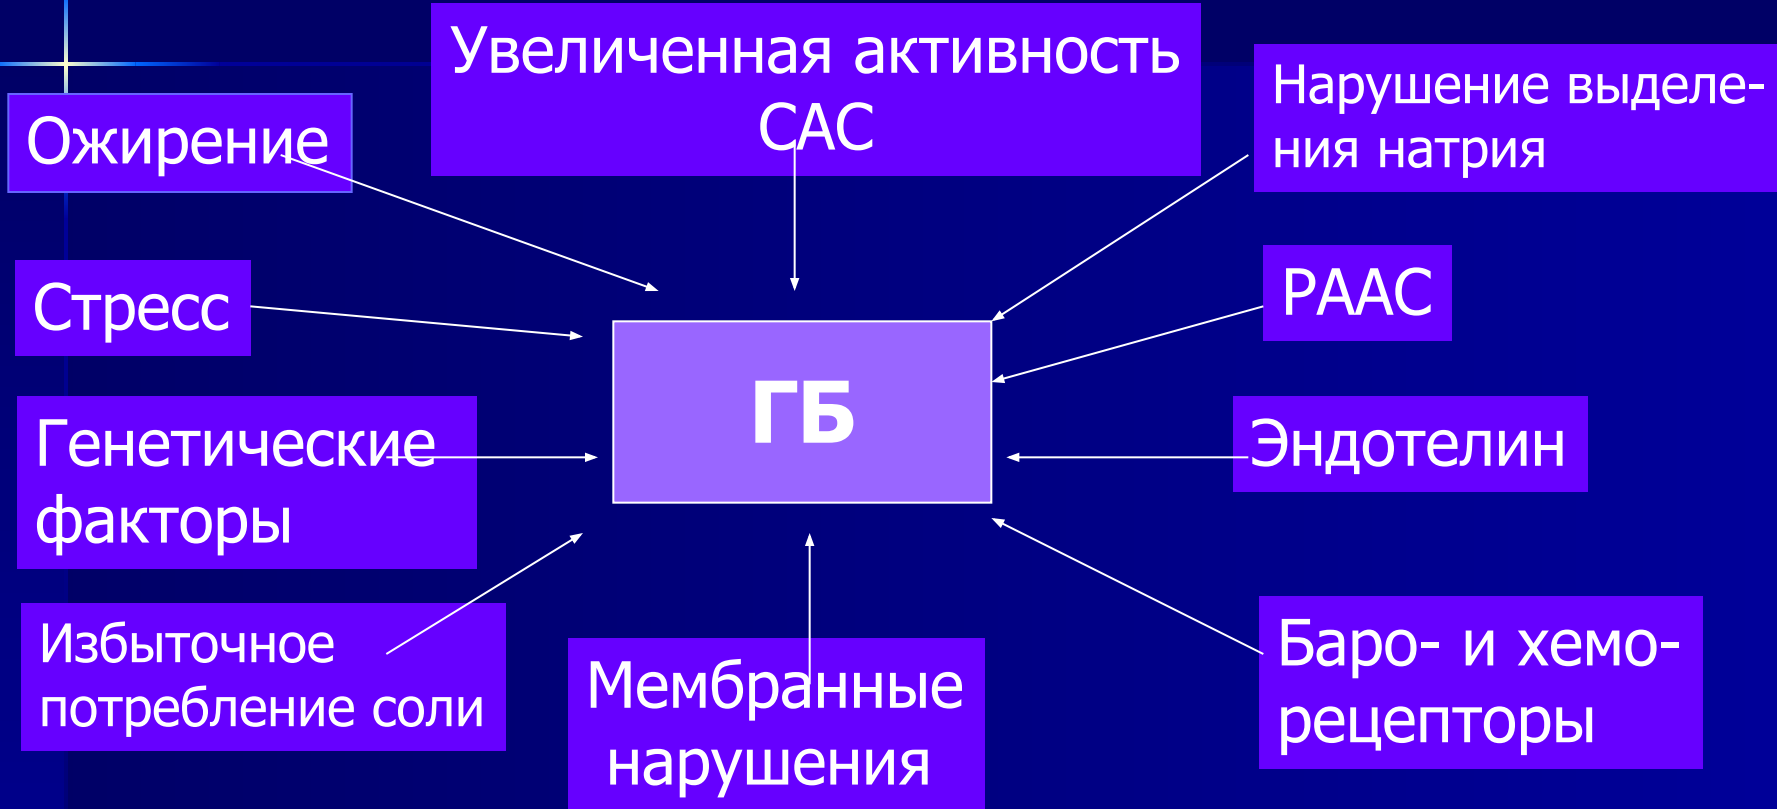 Увеличенная активность
САС
Нарушение выделе-
ния натрия
Ожирение
Стресс
РААС
ГБ
Генетические
факторы
Эндотелин
Избыточное
потребление соли
Мембранные
нарушения
Баро- и хемо-
рецепторы